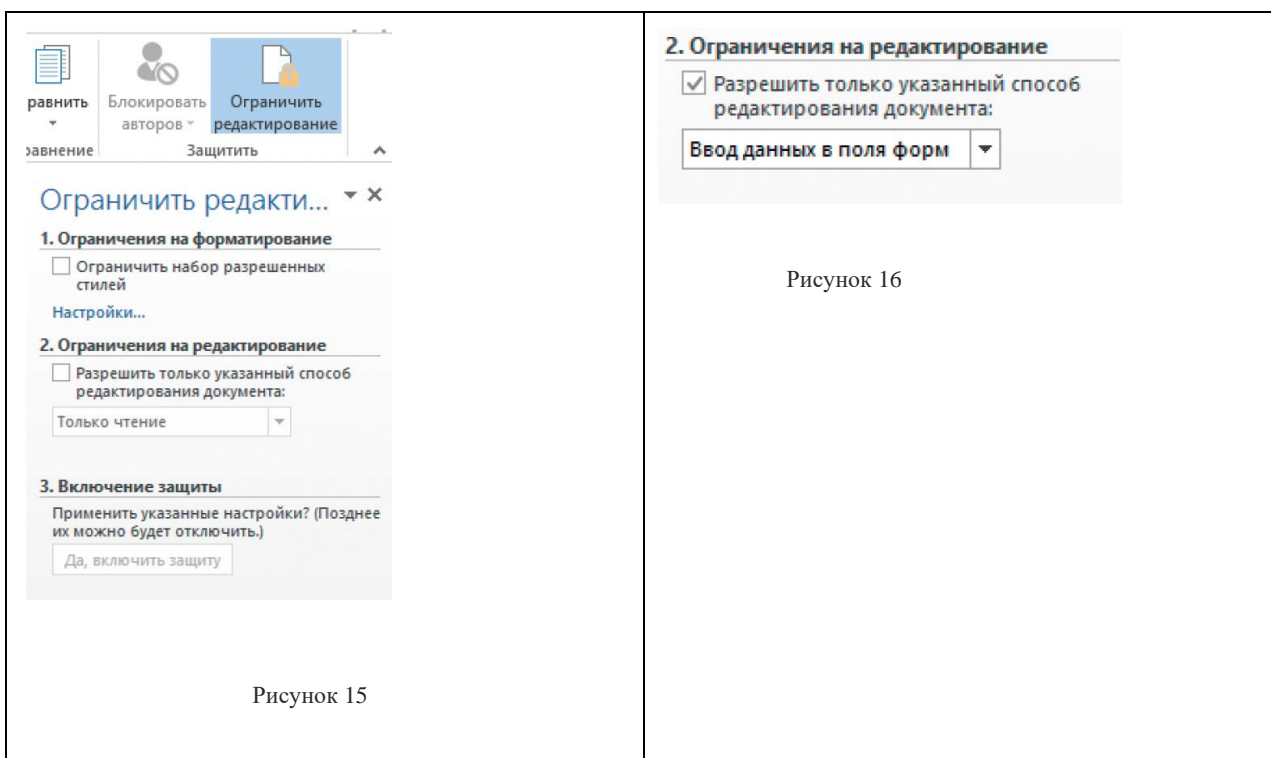 равнить
Блокировать
авторов
Ограничить
редактирование
равнение
Защитить
Ограничить редакти...
1. Ограничения на форматирование
Ограничить набор разрешенных
стилей
Настройки...
2. Ограничения на редактирование
Разрешить только указанный способ
редактирования документа:
Только чтение
3. Включение защиты
Применить указанные настройки? (Позднее
их можно будет отключить.)
Да, включить защиту
Рисунок 15
2. Ограничения на редактирование
Разрешить только указанный способ
редактирования документа:
Ввод данных в поля форм
Рисунок 16